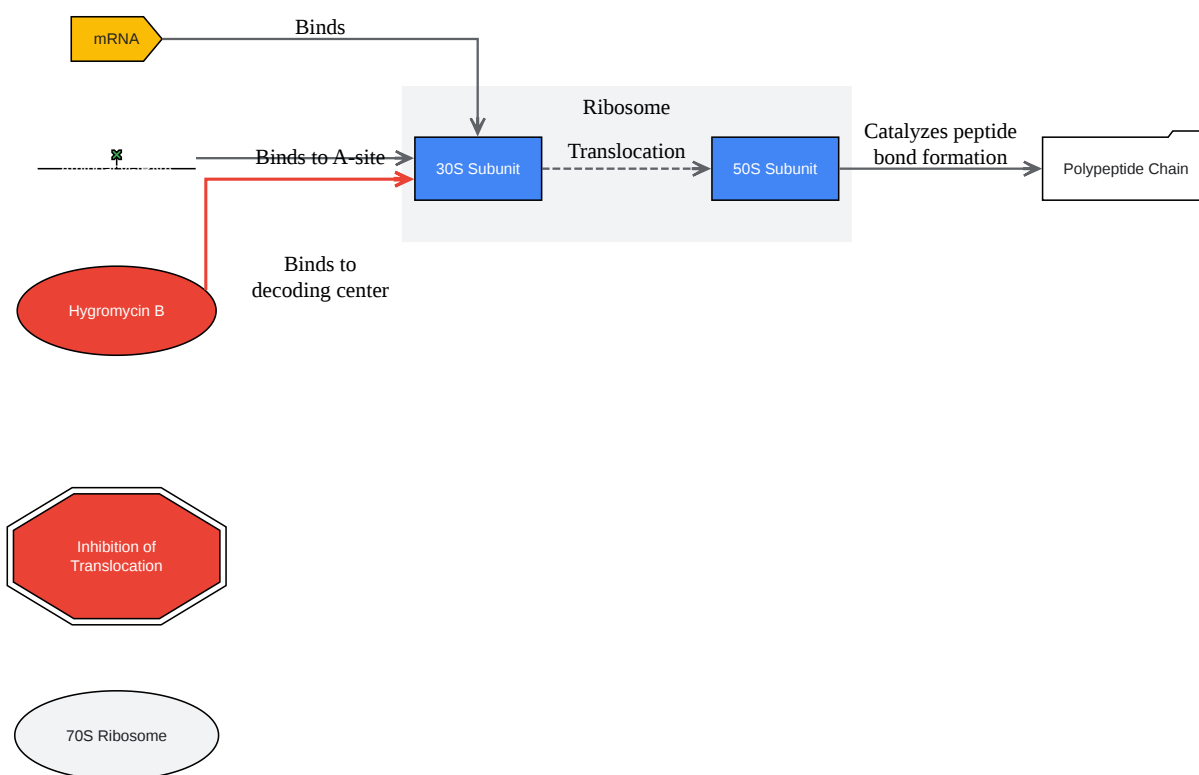 mRNA
Binds
Ribosome
Binds to A-site
30S Subunit
Translocation
50S Subunit
Catalyzes peptide
bond formation
Polypeptide Chain
Hygromycin B
Binds to
decoding center
Inhibition of
Translocation
70S Ribosome